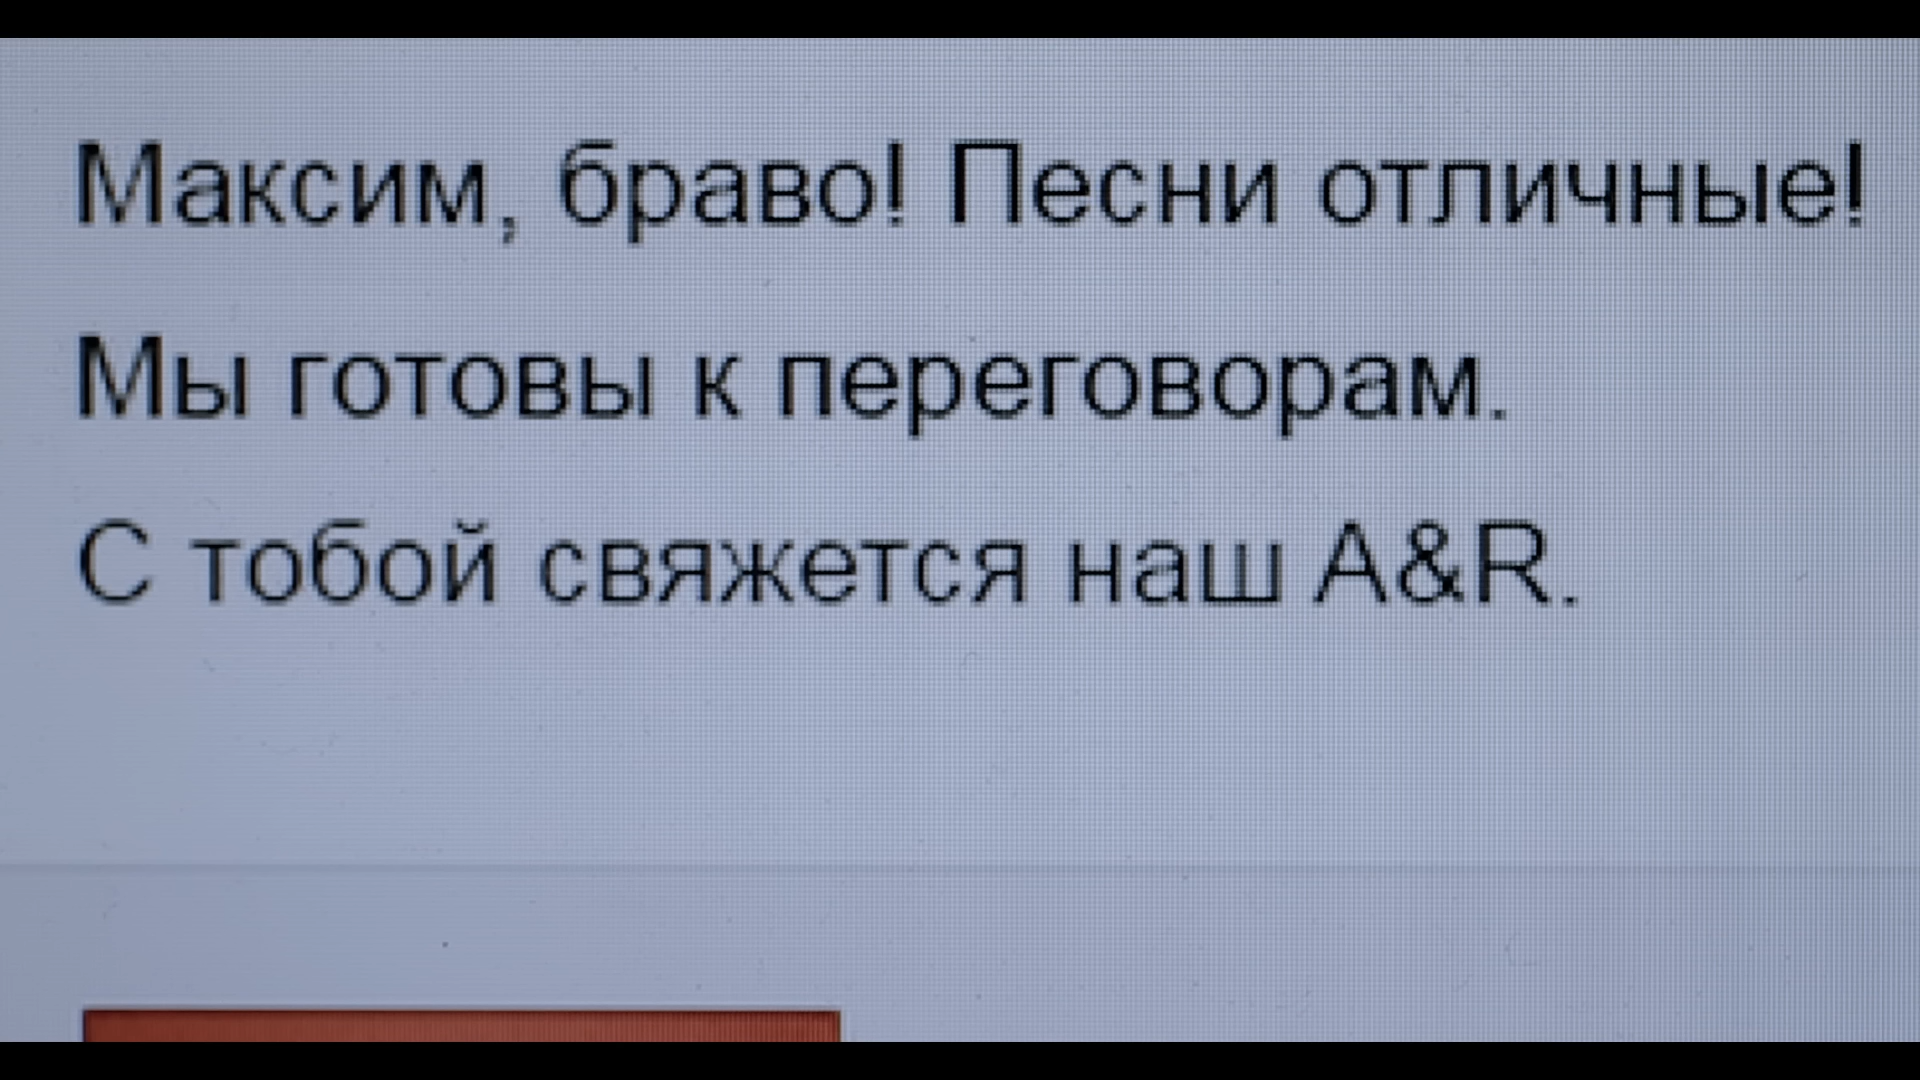 Максим, браво! Песни отличные!
Мы готовы к переговорам.
С тобой свяжется наш A&R.